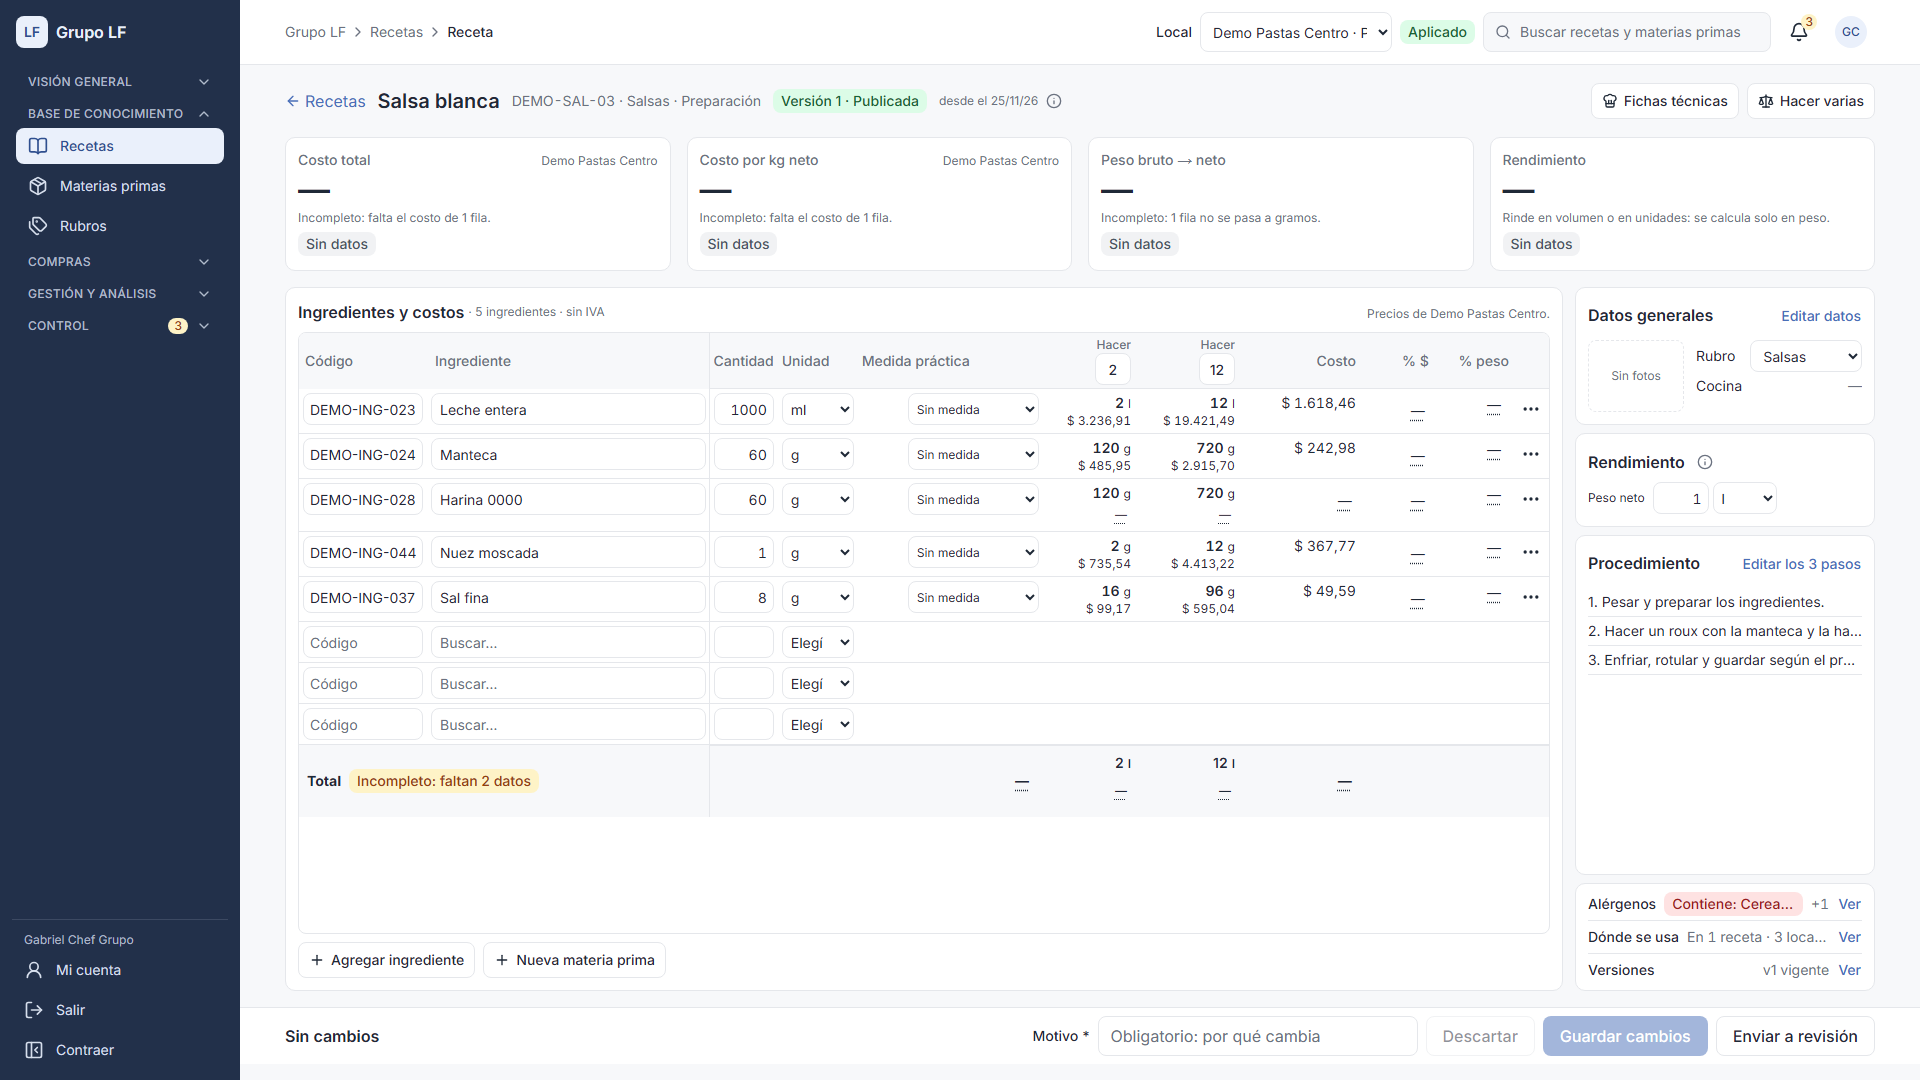 LF Grupo LF
VISIÓN GENERAL
BASE DE CONOCIMIENTO
Recetas
Materias primas
Rubros
COMPRAS
GESTIÓN Y ANÁLISIS
CONTROL 3
Gabriel Chef Grupo
Mi cuenta
Salir
Contraer
Grupo LF > Recetas > Receta
Local Demo Pastas Centro · F Aplicado Buscar recetas y materias primas 3 GC
← Recetas Salsa blanca DEMO-SAL-03 · Salsas · Preparación Versión 1 · Publicada desde el 25/11/26
Fichas técnicas Hacer varias
Costo total Demo Pastas Centro
—
Incompleto: falta el costo de 1 fila.
Sin datos
Costo por kg neto Demo Pastas Centro
—
Incompleto: falta el costo de 1 fila.
Sin datos
Peso bruto → neto
—
Incompleto: 1 fila no se pasa a gramos.
Sin datos
Rendimiento
—
Rinde en volumen o en unidades: se calcula solo en peso.
Sin datos
Ingredientes y costos · 5 ingredientes · sin IVA Precios de Demo Pastas Centro.
Código Ingrediente Cantidad Unidad Medida práctica Hacer 2 Hacer 12 Costo % $ % peso
DEMO-ING-023 Leche entera 1000 ml Sin medida 2 l 12 l $ 1.618,46 — — •••
$ 3.236,91 $ 19.421,49
DEMO-ING-024 Manteca 60 g Sin medida 120 g 720 g $ 242,98 — — •••
$ 485,95 $ 2.915,70
DEMO-ING-028 Harina 0000 60 g Sin medida 120 g 720 g — — — •••
— —
DEMO-ING-044 Nuez moscada 1 g Sin medida 2 g 12 g $ 367,77 — — •••
$ 735,54 $ 4.413,22
DEMO-ING-037 Sal fina 8 g Sin medida 16 g 96 g $ 49,59 — — •••
$ 99,17 $ 595,04
Código Buscar... Elegí
Código Buscar... Elegí
Código Buscar... Elegí
Total Incompleto: faltan 2 datos — 2 l 12 l —
— —
+ Agregar ingrediente + Nueva materia prima
Datos generales Editar datos
Sin fotos
Rubro Salsas
Cocina —
Rendimiento
Peso neto 1 l
Procedimiento Editar los 3 pasos
1. Pesar y preparar los ingredientes.
2. Hacer un roux con la manteca y la ha...
3. Enfriar, rotular y guardar según el pr...
Alérgenos Contiene: Cerea... +1 Ver
Dónde se usa En 1 receta · 3 loca... Ver
Versiones v1 vigente Ver
Sin cambios Motivo * Obligatorio: por qué cambia Descartar Guardar cambios Enviar a revisión